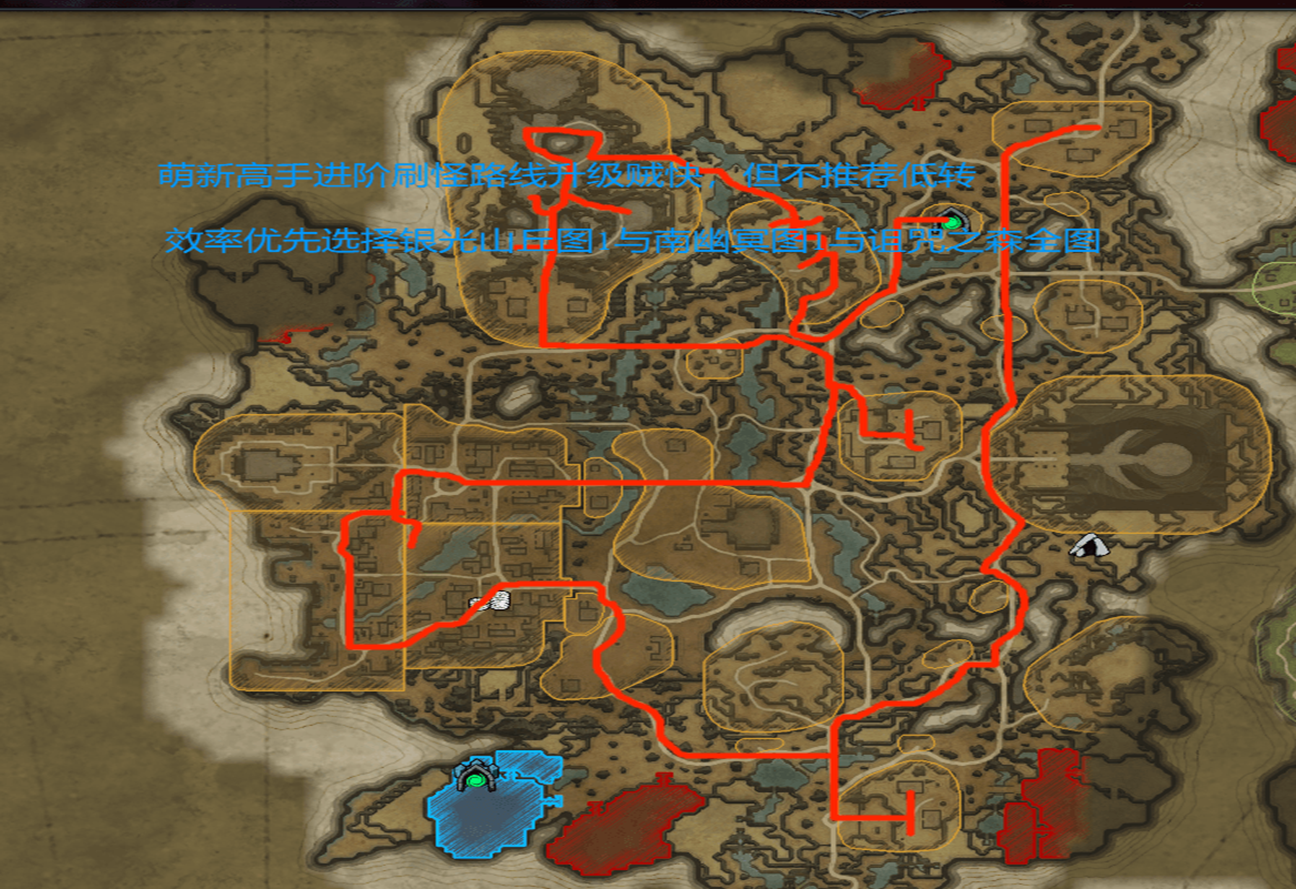 萌新高手进阶刷怪路线升级贼快，但不推荐低转
效率优先选择银光山丘图1与南幽冥图1与诅咒之森全图